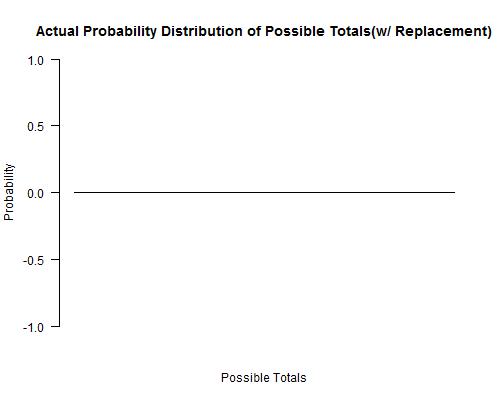 Actual Probability Distribution of Possible Totals(w/ Replacement)
1.0
0.5
0.0
-0.5
-1.0
Probability
Possible Totals